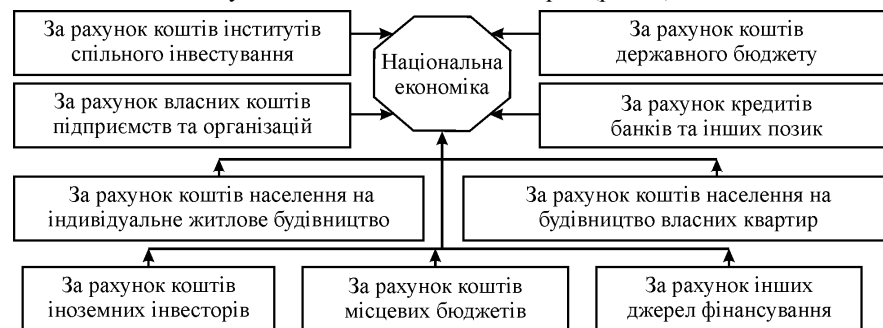 За рахунок коштів інститутів
спільного інвестування
Національна
економіка
За рахунок коштів
державного бюджету
За рахунок власних коштів
підприємств та організацій
За рахунок кредитів
банків та інших позик
За рахунок коштів населення на
індивідуальне житлове будівництво
За рахунок коштів населення на
будівництво власних квартир
За рахунок коштів
іноземних інвесторів
За рахунок коштів
місцевих бюджетів
За рахунок інших
джерел фінансування